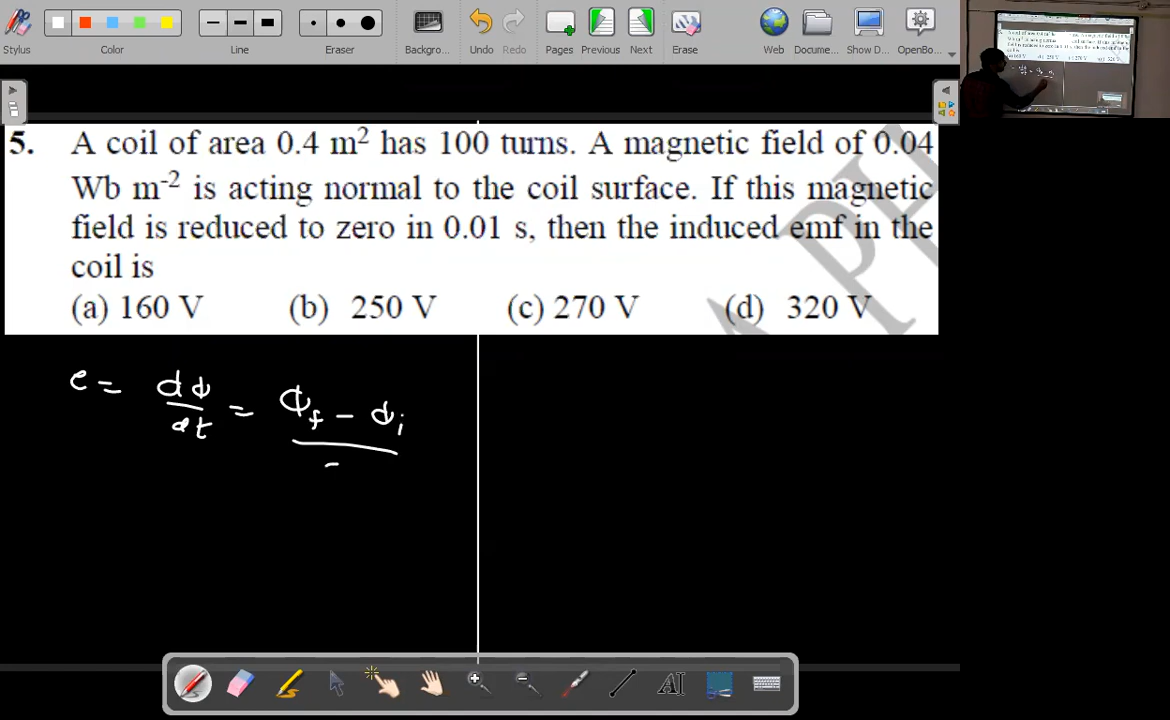 Stylus
Color
Line
Eraser
Backgro...
Undo
Redo
Pages
Previous
Next
Erase
Web
Docume...
Show D...
OpenBo...
5. A coil of area 0.4 m² has 100 turns. A magnetic field of 0.04
Wb m⁻² is acting normal to the coil surface. If this magnetic
field is reduced to zero in 0.01 s, then the induced emf in the
coil is
(a) 160 V (b) 250 V (c) 270 V (d) 320 V
e = dϕ/dt = ϕf - ϕi